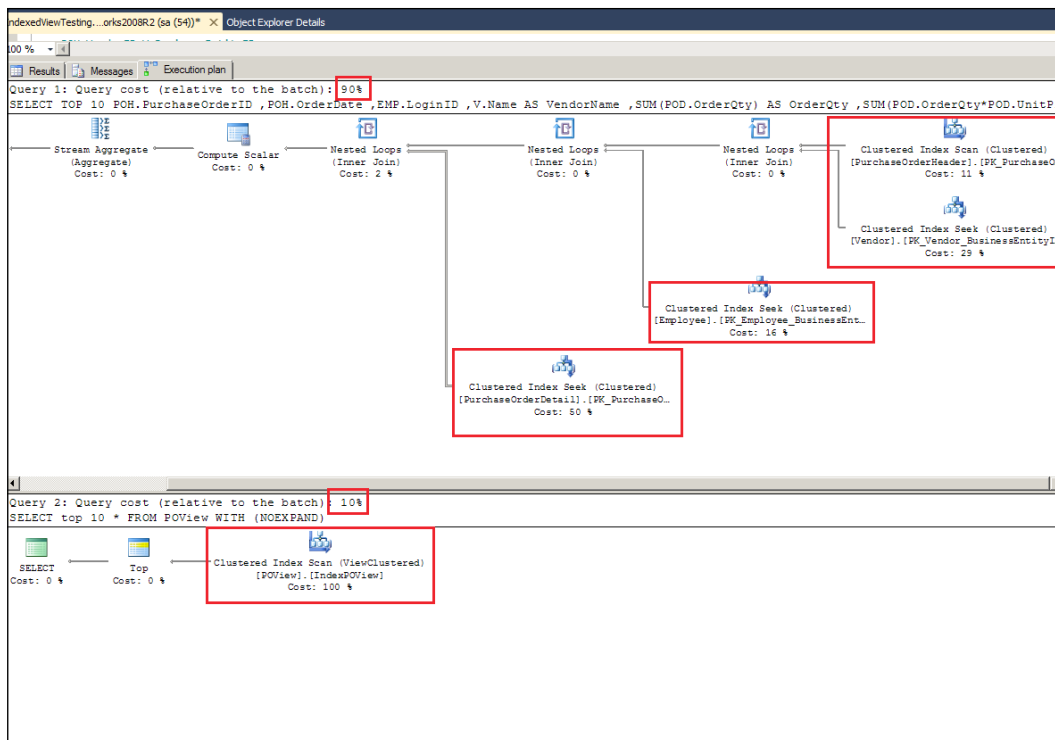 ndexedViewTesting....orks2008R2 (sa (54))* × Object Explorer Details
100 %
Results Messages Execution plan
Query 1: Query cost (relative to the batch): 90%
SELECT TOP 10 POH.PurchaseOrderID ,POH.OrderDate ,EMP.LoginID ,V.Name AS VendorName ,SUM(POD.OrderQty) AS OrderQty ,SUM(POD.OrderQty*POD.UnitP
Stream Aggregate
(Aggregate)
Cost: 0 %
Compute Scalar
Cost: 0 %
Nested Loops
(Inner Join)
Cost: 2 %
Nested Loops
(Inner Join)
Cost: 0 %
Nested Loops
(Inner Join)
Cost: 0 %
Clustered Index Scan (Clustered)
[PurchaseOrderHeader].[PK_PurchaseO
Cost: 11 %
Clustered Index Seek (Clustered)
[Vendor].[PK_Vendor_BusinessEntityI
Cost: 29 %
Clustered Index Seek (Clustered)
[Employee].[PK_Employee_BusinessEnt…
Cost: 16 %
Clustered Index Seek (Clustered)
[PurchaseOrderDetail].[PK_PurchaseO…
Cost: 50 %
Query 2: Query cost (relative to the batch): 10%
SELECT top 10 * FROM POView WITH (NOEXPAND)
SELECT
Cost: 0 %
Top
Cost: 0 %
Clustered Index Scan (ViewClustered)
[POView].[IndexPOView]
Cost: 100 %